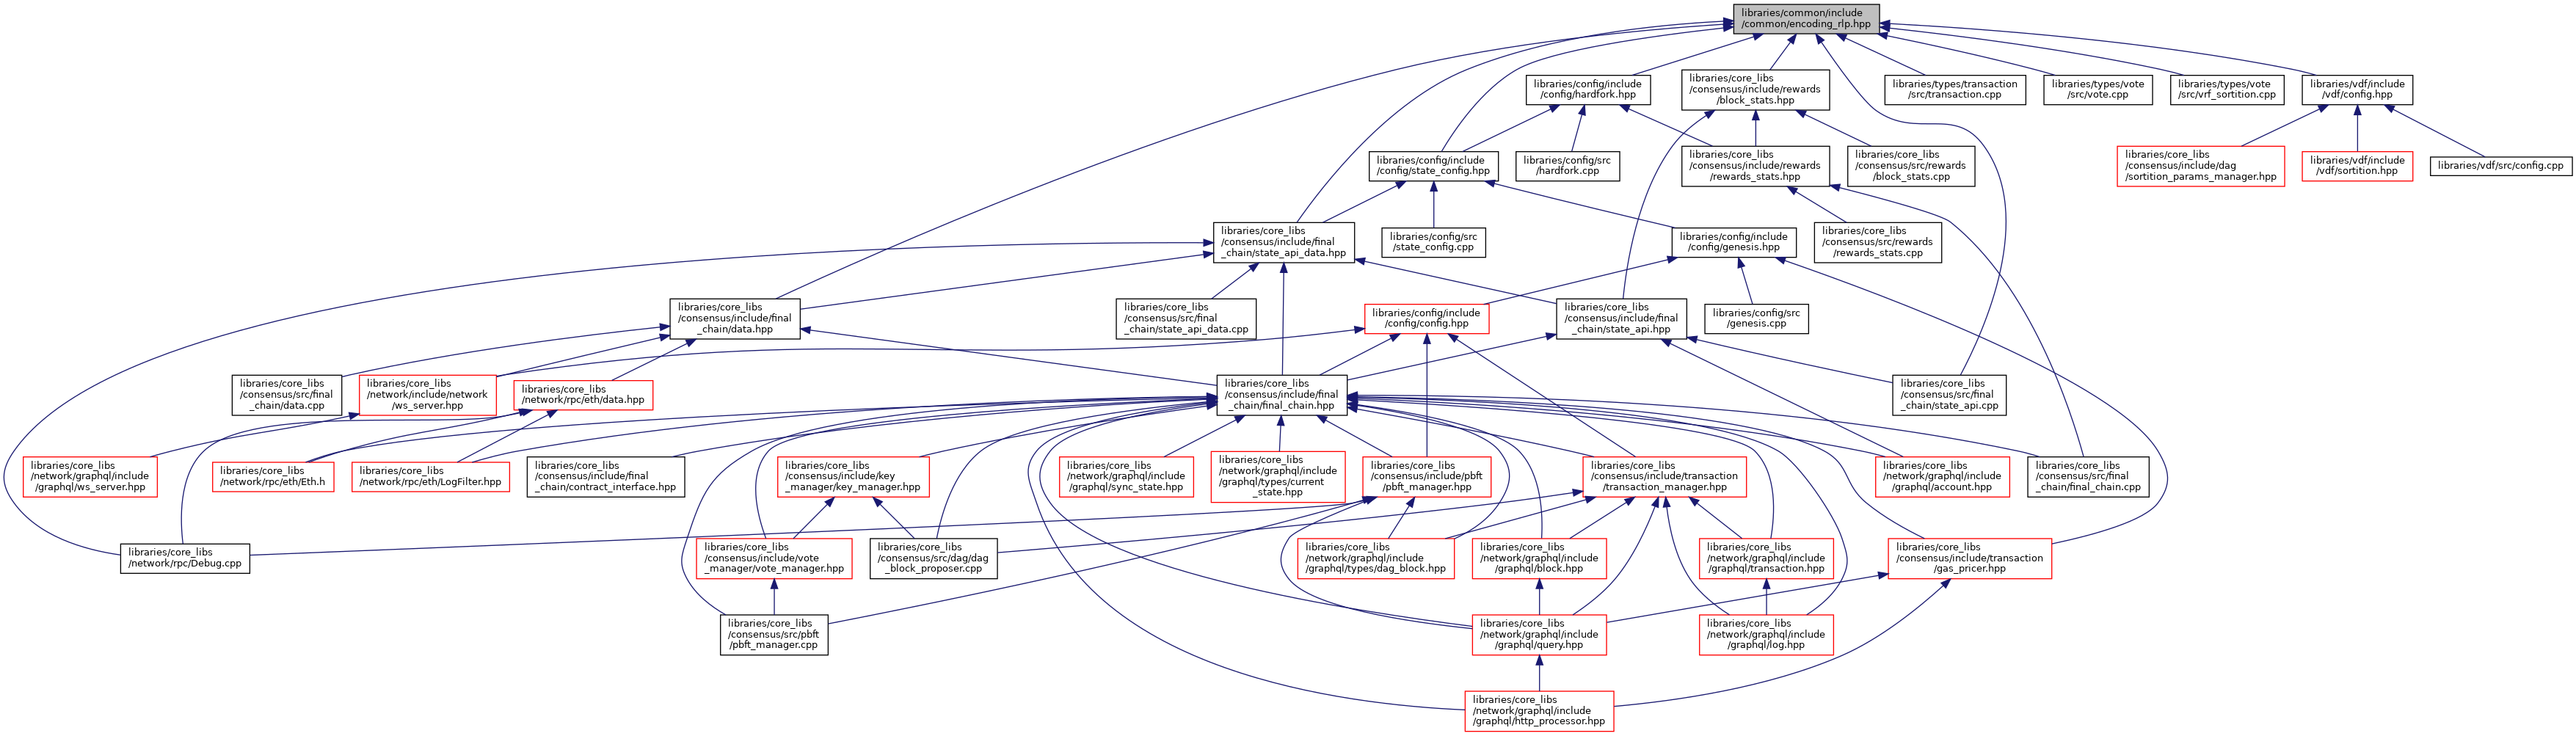 libraries/common/include
/common/encoding_rlp.hpp
libraries/config/include
/config/hardfork.hpp
libraries/core_libs
/consensus/include/rewards
/block_stats.hpp
libraries/types/transaction
/src/transaction.cpp
libraries/types/vote
/src/vote.cpp
libraries/types/vote
/src/vrf_sortition.cpp
libraries/vdf/include
/vdf/config.hpp
libraries/config/include
/config/state_config.hpp
libraries/config/src
/hardfork.cpp
libraries/core_libs
/consensus/include/rewards
/rewards_stats.hpp
libraries/core_libs
/consensus/src/rewards
/block_stats.cpp
libraries/core_libs
/consensus/include/dag
/sortition_params_manager.hpp
libraries/vdf/include
/vdf/sortition.hpp
libraries/vdf/src/config.cpp
libraries/core_libs
/consensus/include/final
_chain/state_api_data.hpp
libraries/config/src
/state_config.cpp
libraries/config/include
/config/genesis.hpp
libraries/core_libs
/consensus/src/rewards
/rewards_stats.cpp
libraries/core_libs
/consensus/include/final
_chain/data.hpp
libraries/core_libs
/consensus/src/final
_chain/state_api_data.cpp
libraries/config/include
/config/config.hpp
libraries/core_libs
/consensus/include/final
_chain/state_api.hpp
libraries/config/src
/genesis.cpp
libraries/core_libs
/consensus/src/final
_chain/data.cpp
libraries/core_libs
/network/include/network
/ws_server.hpp
libraries/core_libs
/network/rpc/eth/data.hpp
libraries/core_libs
/consensus/include/final
_chain/final_chain.hpp
libraries/core_libs
/consensus/src/final
_chain/state_api.cpp
libraries/core_libs
/network/graphql/include
/graphql/ws_server.hpp
libraries/core_libs
/network/rpc/eth/Eth.h
libraries/core_libs
/network/rpc/eth/LogFilter.hpp
libraries/core_libs
/consensus/include/final
_chain/contract_interface.hpp
libraries/core_libs
/consensus/include/key
_manager/key_manager.hpp
libraries/core_libs
/network/graphql/include
/graphql/sync_state.hpp
libraries/core_libs
/network/graphql/include
/graphql/types/current
_state.hpp
libraries/core_libs
/consensus/include/pbft
/pbft_manager.hpp
libraries/core_libs
/consensus/include/transaction
/transaction_manager.hpp
libraries/core_libs
/network/graphql/include
/graphql/account.hpp
libraries/core_libs
/consensus/src/final
_chain/final_chain.cpp
libraries/core_libs
/network/rpc/Debug.cpp
libraries/core_libs
/consensus/include/vote
_manager/vote_manager.hpp
libraries/core_libs
/consensus/src/dag/dag
_block_proposer.cpp
libraries/core_libs
/network/graphql/include
/graphql/types/dag_block.hpp
libraries/core_libs
/network/graphql/include
/graphql/block.hpp
libraries/core_libs
/network/graphql/include
/graphql/transaction.hpp
libraries/core_libs
/consensus/include/transaction
/gas_pricer.hpp
libraries/core_libs
/consensus/src/pbft
/pbft_manager.cpp
libraries/core_libs
/network/graphql/include
/graphql/query.hpp
libraries/core_libs
/network/graphql/include
/graphql/log.hpp
libraries/core_libs
/network/graphql/include
/graphql/http_processor.hpp